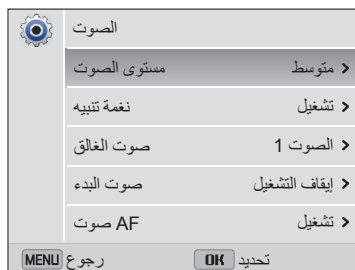 الصوت
مستوى الصوت متوسط
نغمة تنبيه تشغيل
صوت الغالق الصوت 1
صوت البدء إيقاف التشغيل
صوت AF تشغيل
MENU رجوع OK تحديد